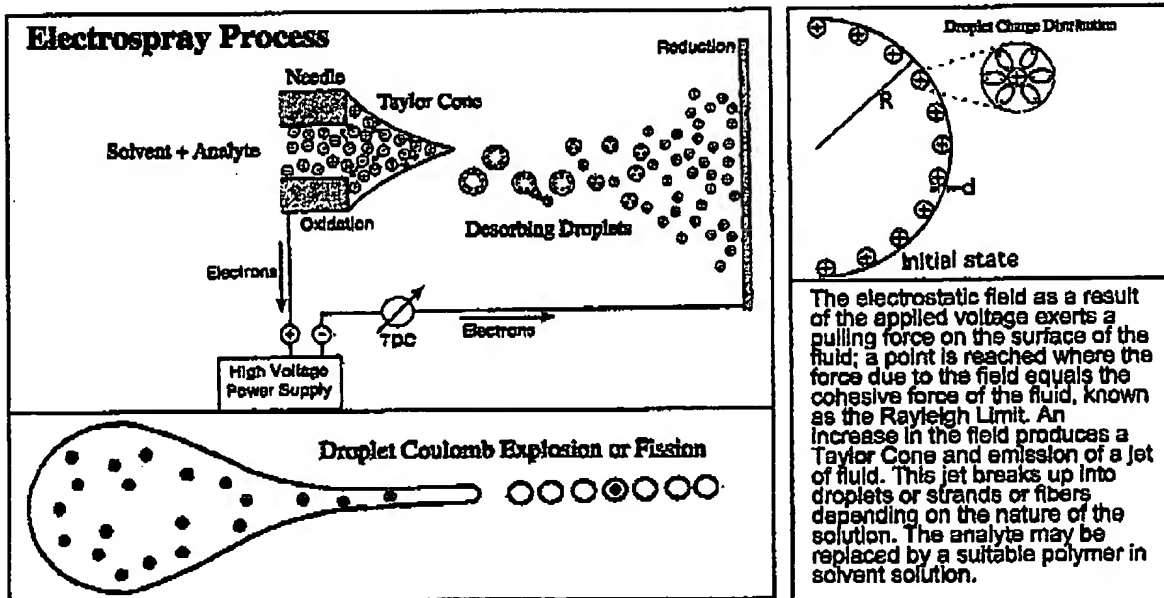 Electrospray Process
Reduction
Needle
Taylor Cone
Solvent + Analyte
Oxidation
Desorbing Droplets
Electrons
+
−
TDC
Electrons
High Voltage
Power Supply
Droplet Coulomb Explosion or Fission
Droplet Charge Distribution
R
d
Initial state
The electrostatic field as a result
of the applied voltage exerts a
pulling force on the surface of the
fluid; a point is reached where the
force due to the field equals the
cohesive force of the fluid, known
as the Rayleigh Limit. An
increase in the field produces a
Taylor Cone and emission of a jet
of fluid. This jet breaks up into
droplets or strands or fibers
depending on the nature of the
solution. The analyte may be
replaced by a suitable polymer in
solvent solution.